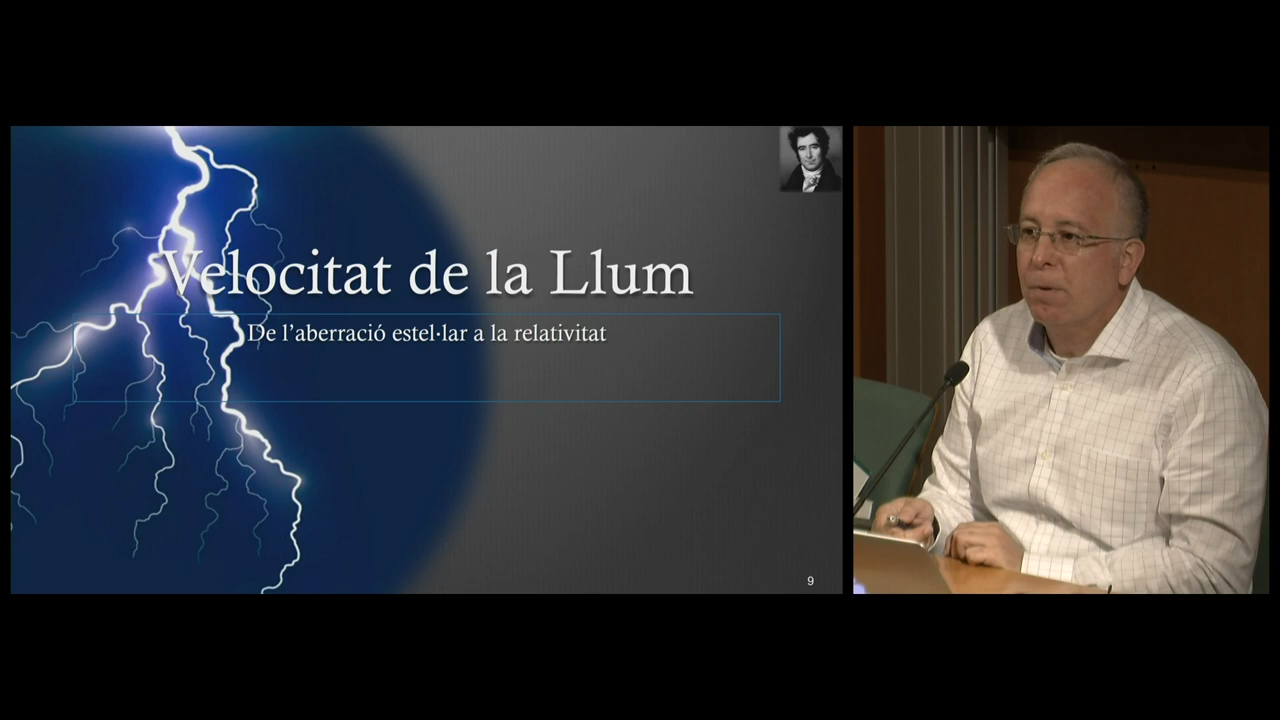 Velocitat de la Llum
De l’aberració estel·lar a la relativitat
9